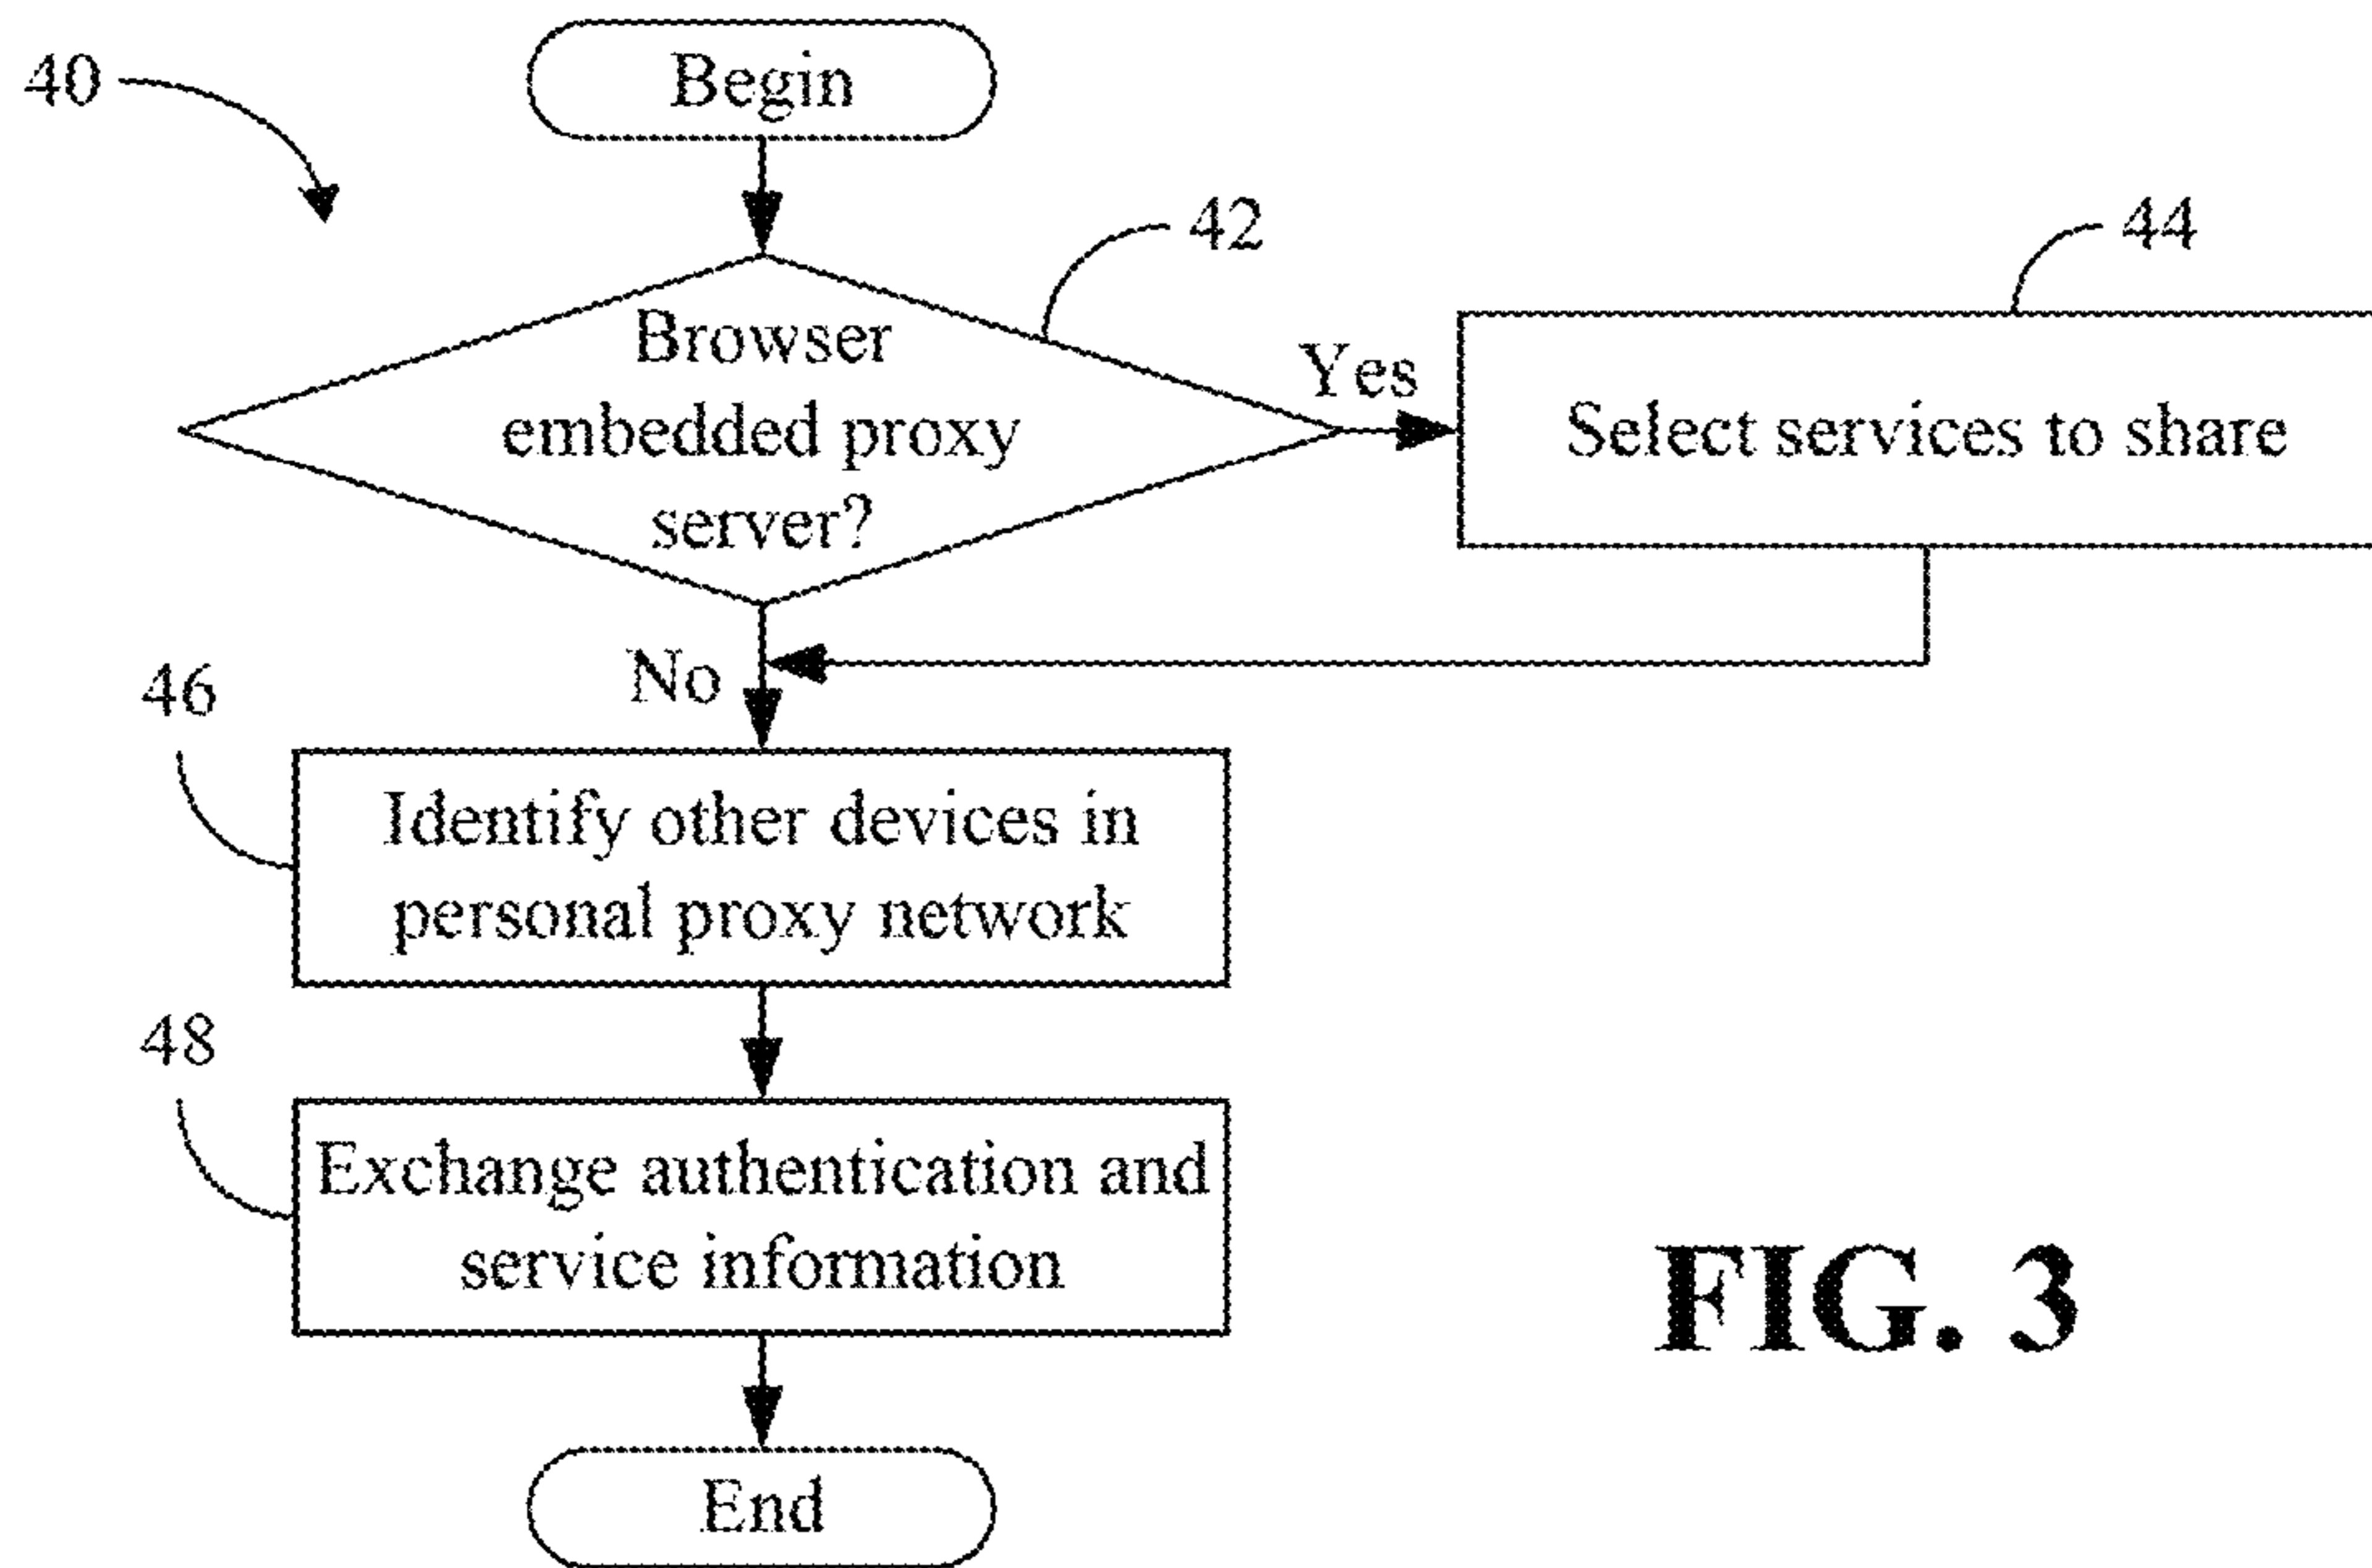 40
Begin
42
44
Browser
embedded proxy
server?
Yes
Select services to share
No
46
Identify other devices in
personal proxy network
48
Exchange authentication and
service information
End
FIG. 3